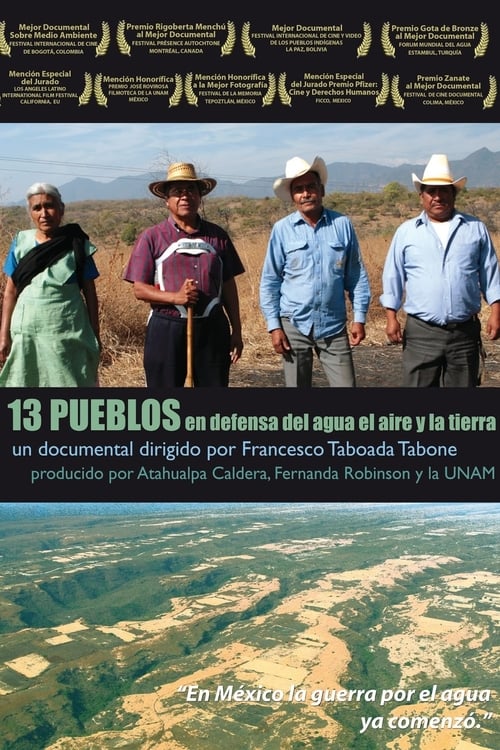 Mejor Documental
Sobre Medio Ambiente
FESTIVAL INTERNACIONAL DE CINE
DE BOGOTÁ, COLOMBIA
Premio Rigoberta Menchú
al Mejor Documental
FESTIVAL PRÉSENCE AUTOCHTONE
MONTRÉAL, CANADÁ
Mejor Documental
FESTIVAL INTERNACIONAL DE CINE Y VIDEO
DE LOS PUEBLOS INDÍGENAS
LA PAZ, BOLIVIA
Premio Gota de Bronze
al Mejor Documental
FORUM MUNDIAL DEL AGUA
ESTAMBUL, TURQUÍA
Mención Especial
del Jurado
LOS ANGELES LATINO
INTERNATIONAL FILM FESTIVAL
CALIFORNIA, EU
Mención Honorífica
PREMIO JOSÉ ROVIROSA
FILMOTECA DE LA UNAM
MÉXICO
Mención Honorífica
a la Mejor Fotografía
FESTIVAL DE LA MEMORIA
TEPOZTLÁN, MÉXICO
Mención Especial del
Jurado Premio Pfizer:
Cine y Derechos Humanos
FICCO, MÉXICO
Premio Zanate
al Mejor Documental
FESTIVAL DE CINE DOCUMENTAL
COLIMA, MÉXICO
13 PUEBLOS en defensa del agua el aire y la tierra
un documental dirigido por Francesco Taboada Tabone
producido por Atahualpa Caldera, Fernanda Robinson y la UNAM
“En México la guerra por el agua
ya comenzó.”